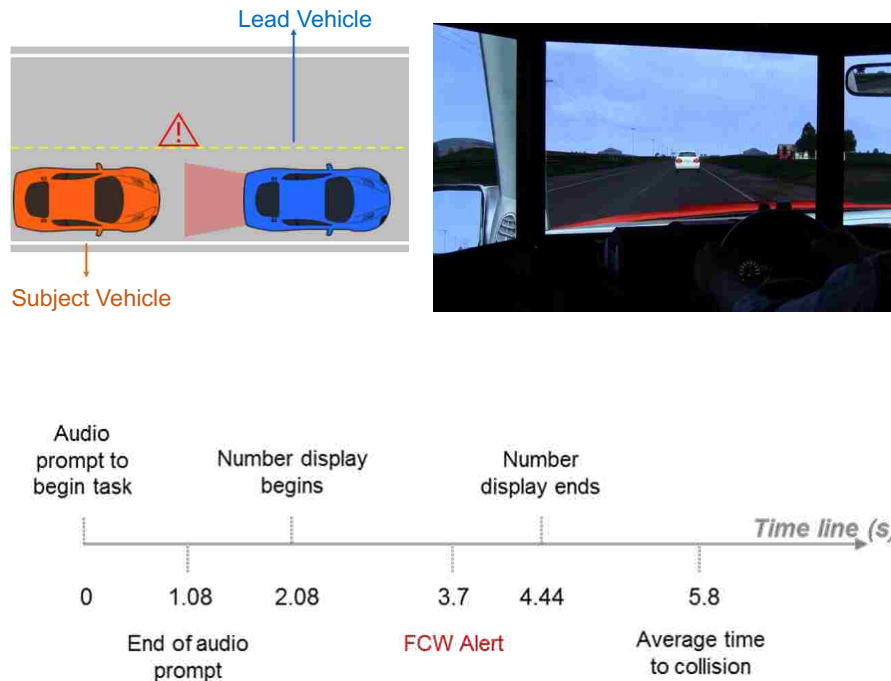 Lead Vehicle
!
Subject Vehicle
Audio
prompt to
begin task
Number display
begins
Number
display ends
Time line (s)
0
1.08
2.08
3.7
4.44
5.8
End of audio
prompt
FCW Alert
Average time
to collision